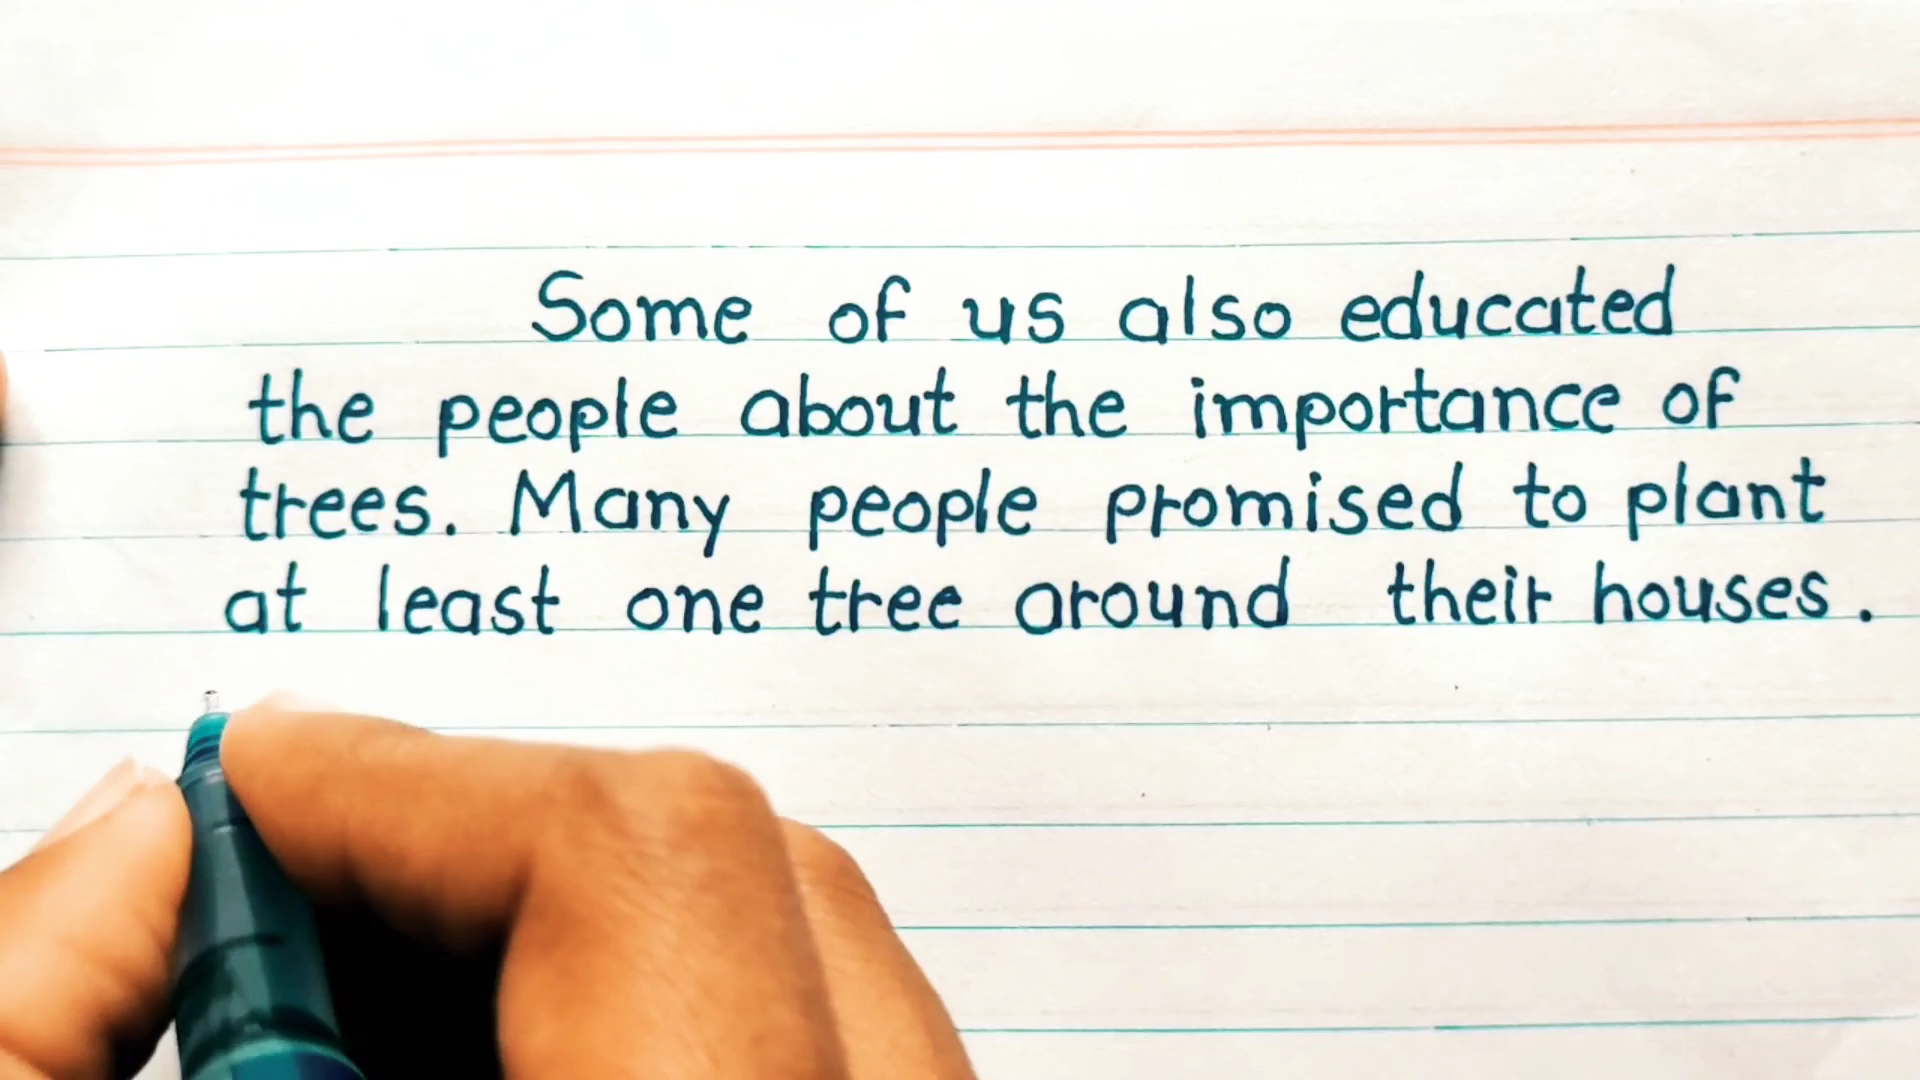 Some of us also educated
the people about the importance of
trees. Many people promised to plant
at least one tree around their houses.